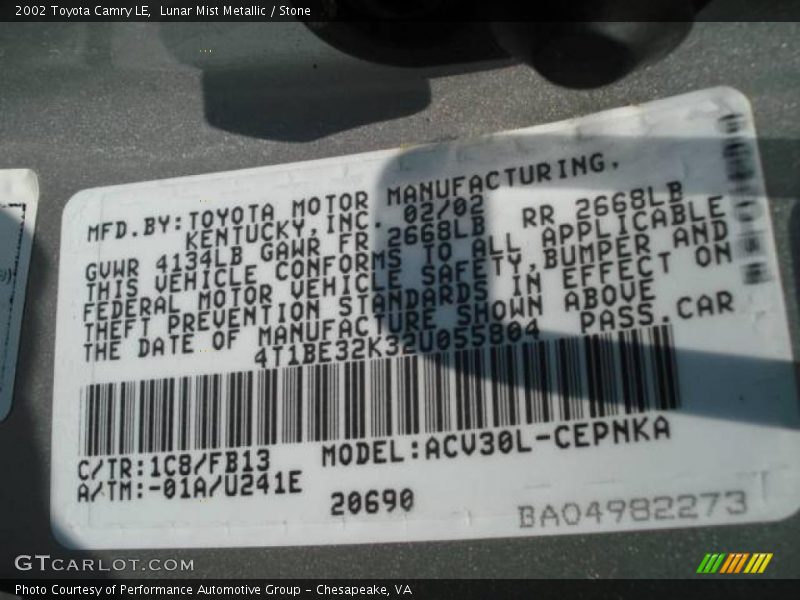 2002 Toyota Camry LE, Lunar Mist Metallic / Stone
MFD.BY:TOYOTA MOTOR MANUFACTURING,
KENTUCKY,INC. 02/02
GVWR 4134LB GAWR FR 2668LB RR 2668LB
THIS VEHICLE CONFORMS TO ALL APPLICABLE
FEDERAL MOTOR VEHICLE SAFETY,BUMPER AND
THEFT PREVENTION STANDARDS IN EFFECT ON
THE DATE OF MANUFACTURE SHOWN ABOVE
4T1BE32K32U055804 PASS.CAR
C/TR:1C8/FB13 MODEL:ACV30L-CEPNKA
A/TM:-01A/U241E
20690 BA04982273
GTCARLOT.COM
Photo Courtesy of Performance Automotive Group - Chesapeake, VA